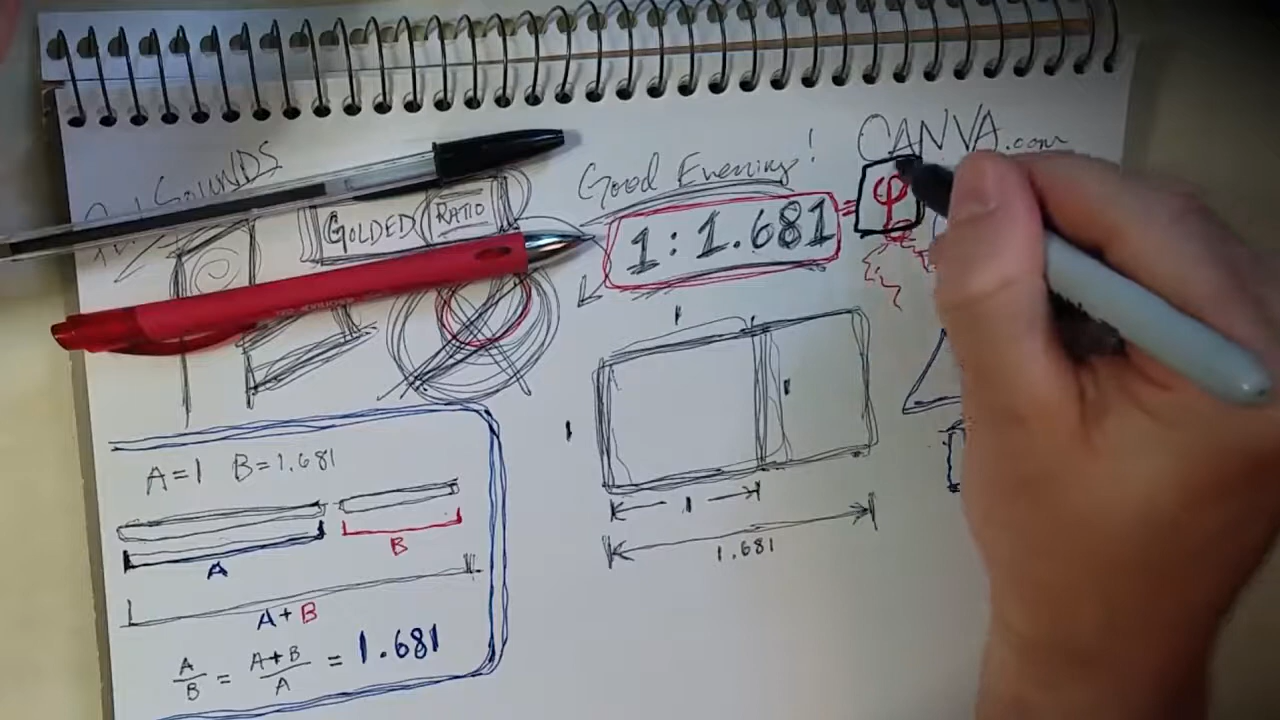 CANVA.com
Good Evening!
GOLDED RATIO
1:1.681 = φ
1
1
1
1
1.681
A=1 B=1.681
A
B
A+B
A/B = A+B/A = 1.681